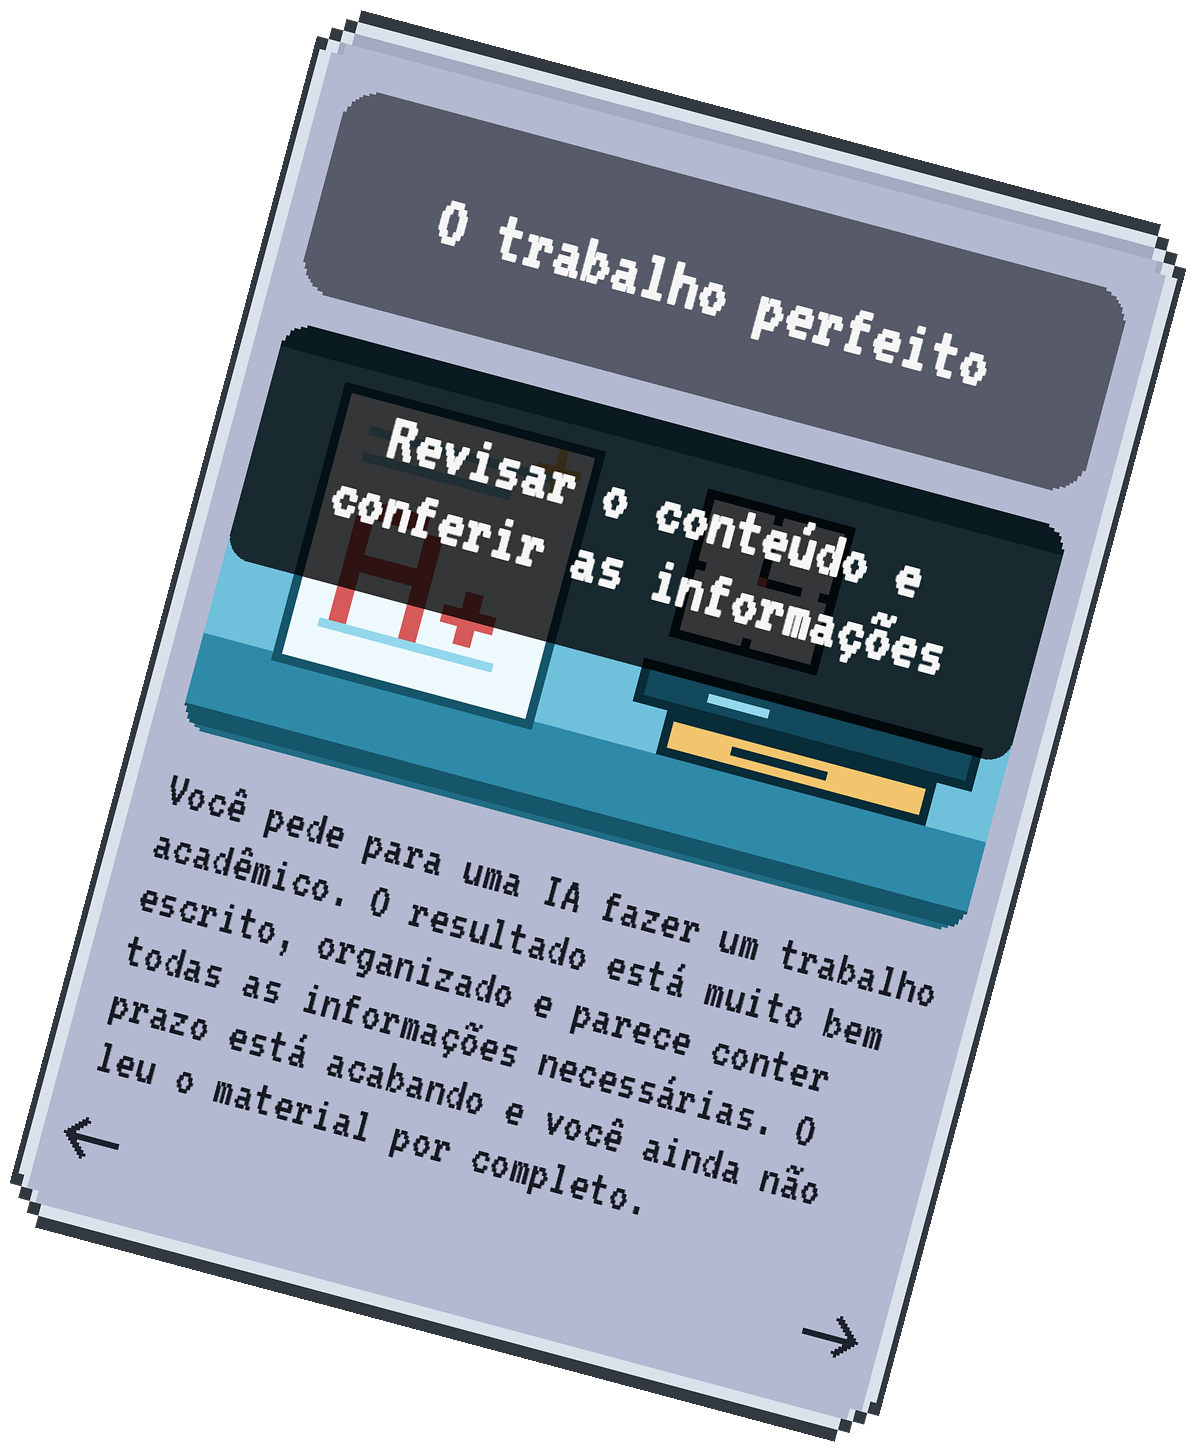 O trabalho perfeito
Revisar o conteúdo e
conferir as informações
A+
Você pede para uma IA fazer um trabalho
acadêmico. O resultado está muito bem
escrito, organizado e parece conter
todas as informações necessárias. O
prazo está acabando e você ainda não
leu o material por completo.